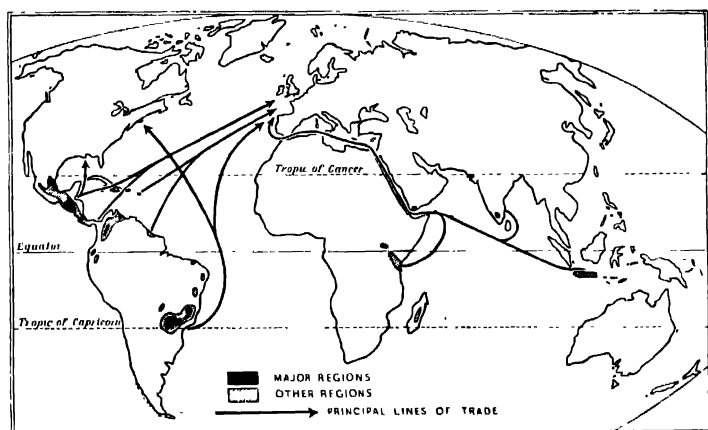 Tropic of Cancer
Equator
Tropic of Capricorn
MAJOR REGIONS
OTHER REGIONS
PRINCIPAL LINES OF TRADE